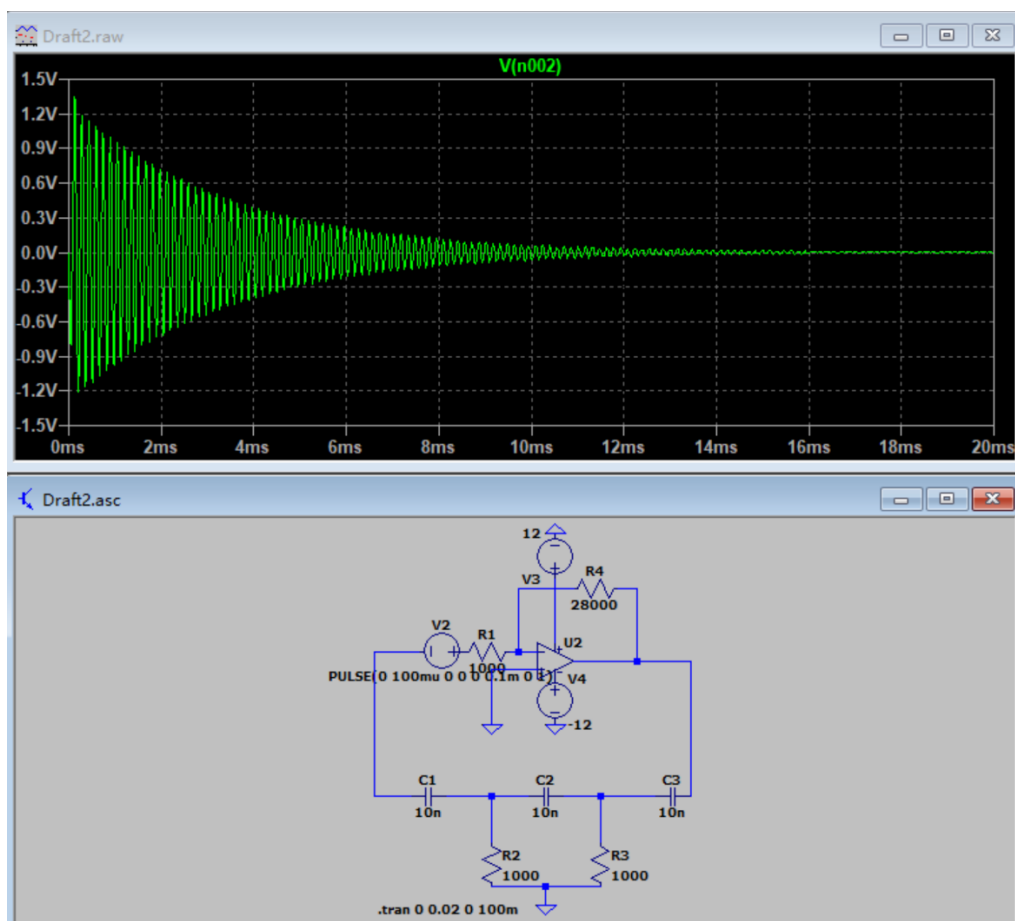 Draft2.raw
V(n002)
1.5V
1.2V
0.9V
0.6V
0.3V
0.0V
-0.3V
-0.6V
-0.9V
-1.2V
-1.5V
0ms 2ms 4ms 6ms 8ms 10ms 12ms 14ms 16ms 18ms 20ms
Draft2.asc
12
V3
R4
28000
V2
R1
U2
1000
PULSE(0 100mu 0 0 0 0.1m 0 1)
V4
-12
C1
C2
C3
10n
10n
10n
R2
R3
1000
1000
.tran 0 0.02 0 100m